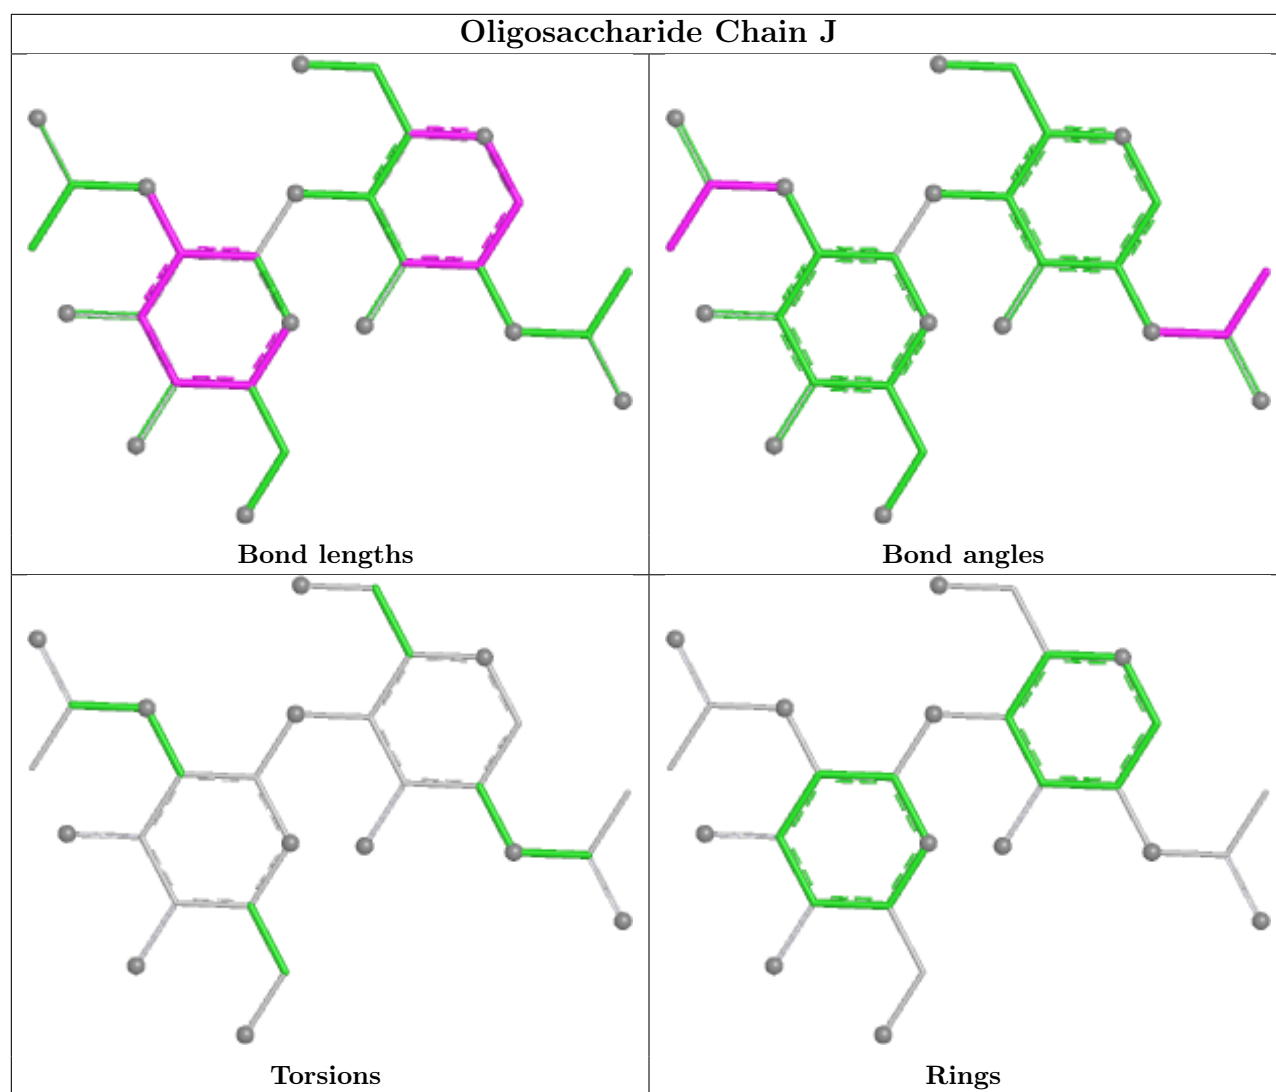 Oligosaccharide Chain J
Bond lengths
Bond angles
Torsions
Rings